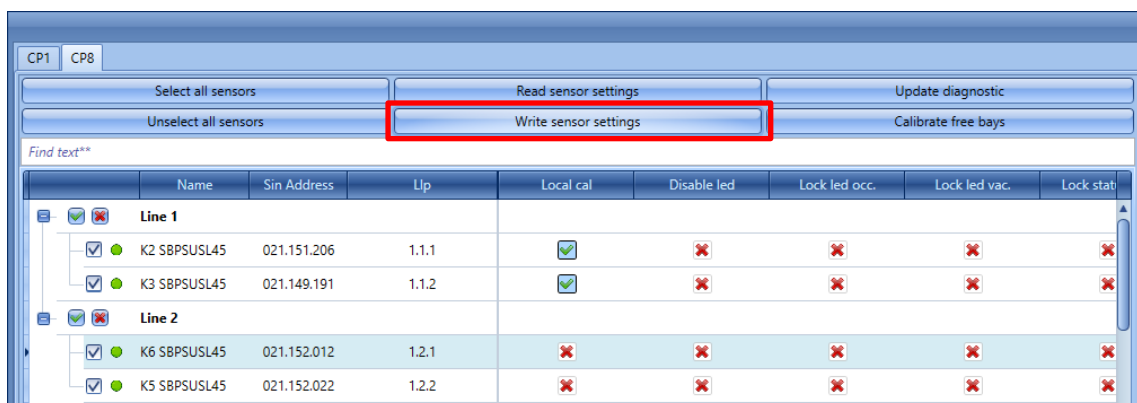 CP1 CP8
Select all sensors Read sensor settings Update diagnostic
Unselect all sensors Write sensor settings Calibrate free bays
Find text**
Name Sin Address Llp Local cal Disable led Lock led occ. Lock led vac. Lock stat
Line 1
K2 SBPSUSL45 021.151.206 1.1.1
K3 SBPSUSL45 021.149.191 1.1.2
Line 2
K6 SBPSUSL45 021.152.012 1.2.1
K5 SBPSUSL45 021.152.022 1.2.2